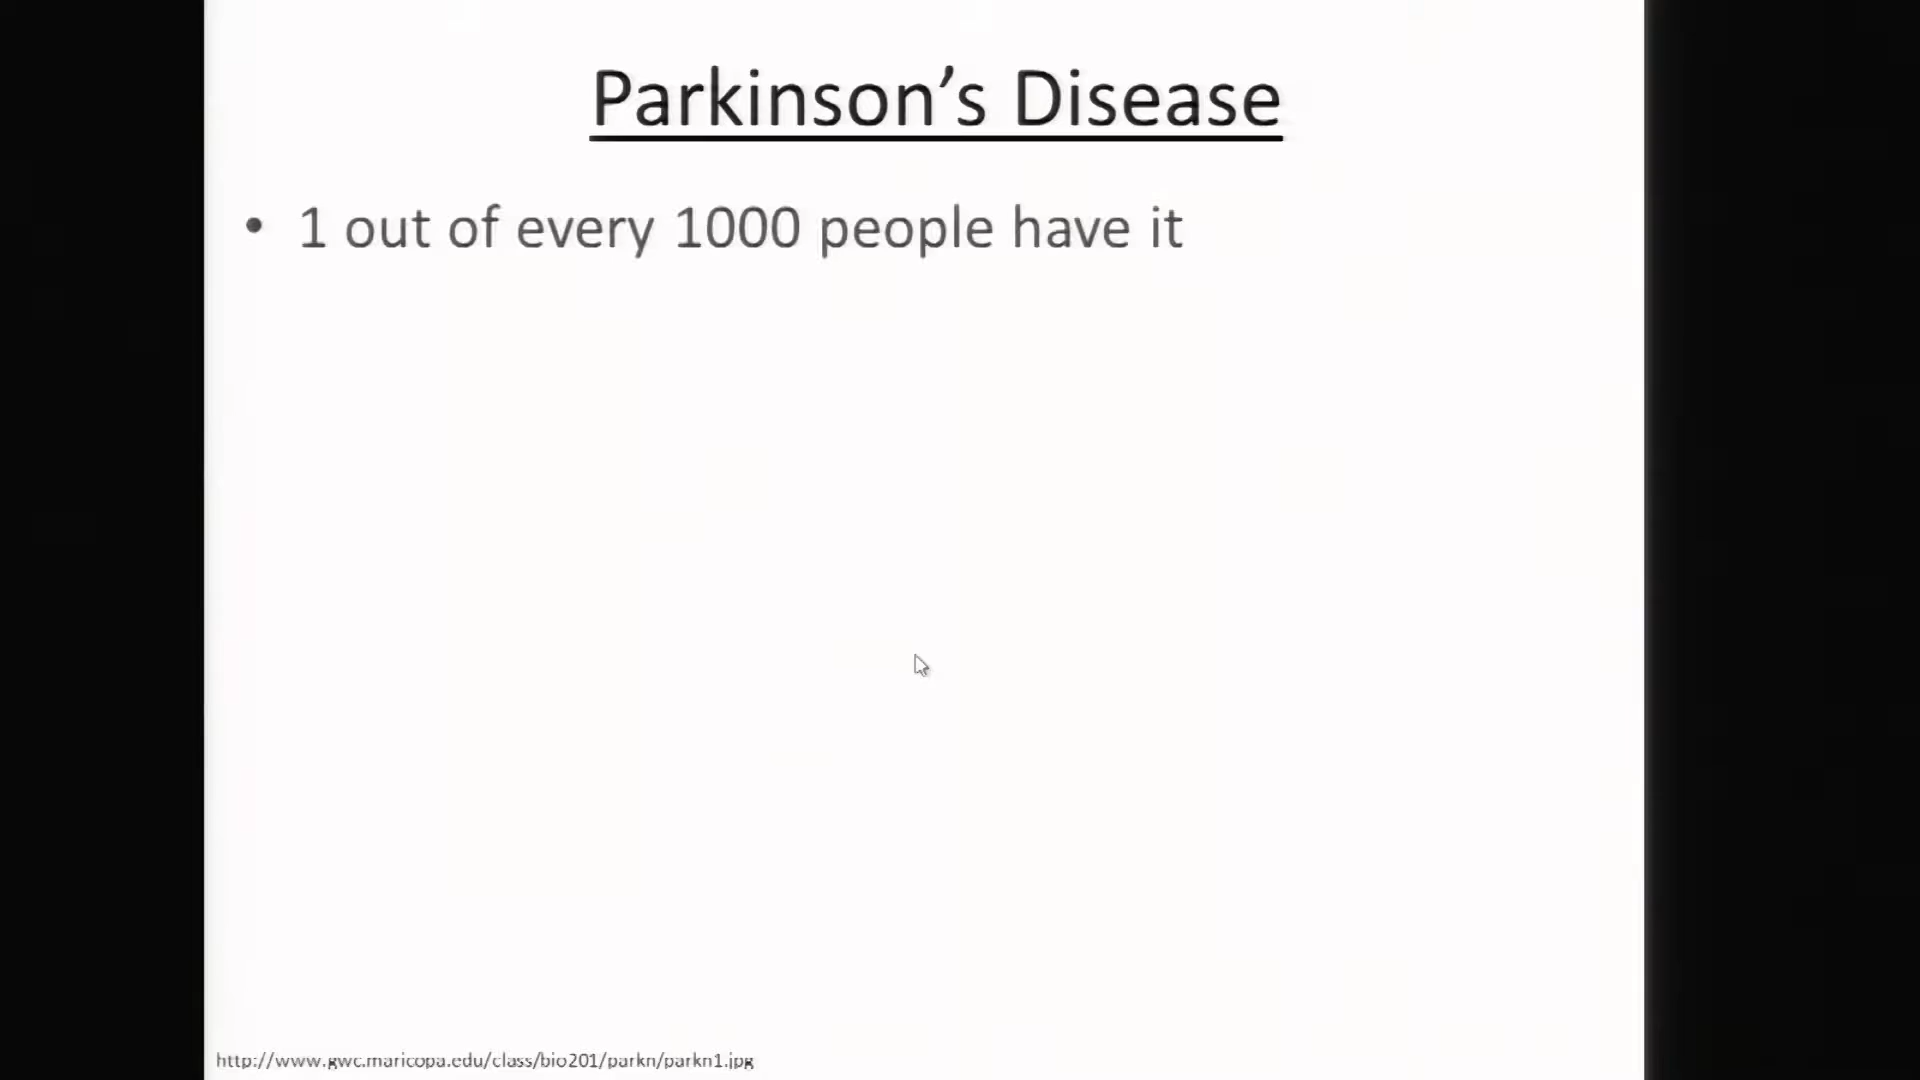 Parkinson’s Disease
• 1 out of every 1000 people have it
http://www.gwc.maricopa.edu/class/bio201/parkn/parkn1.jpg